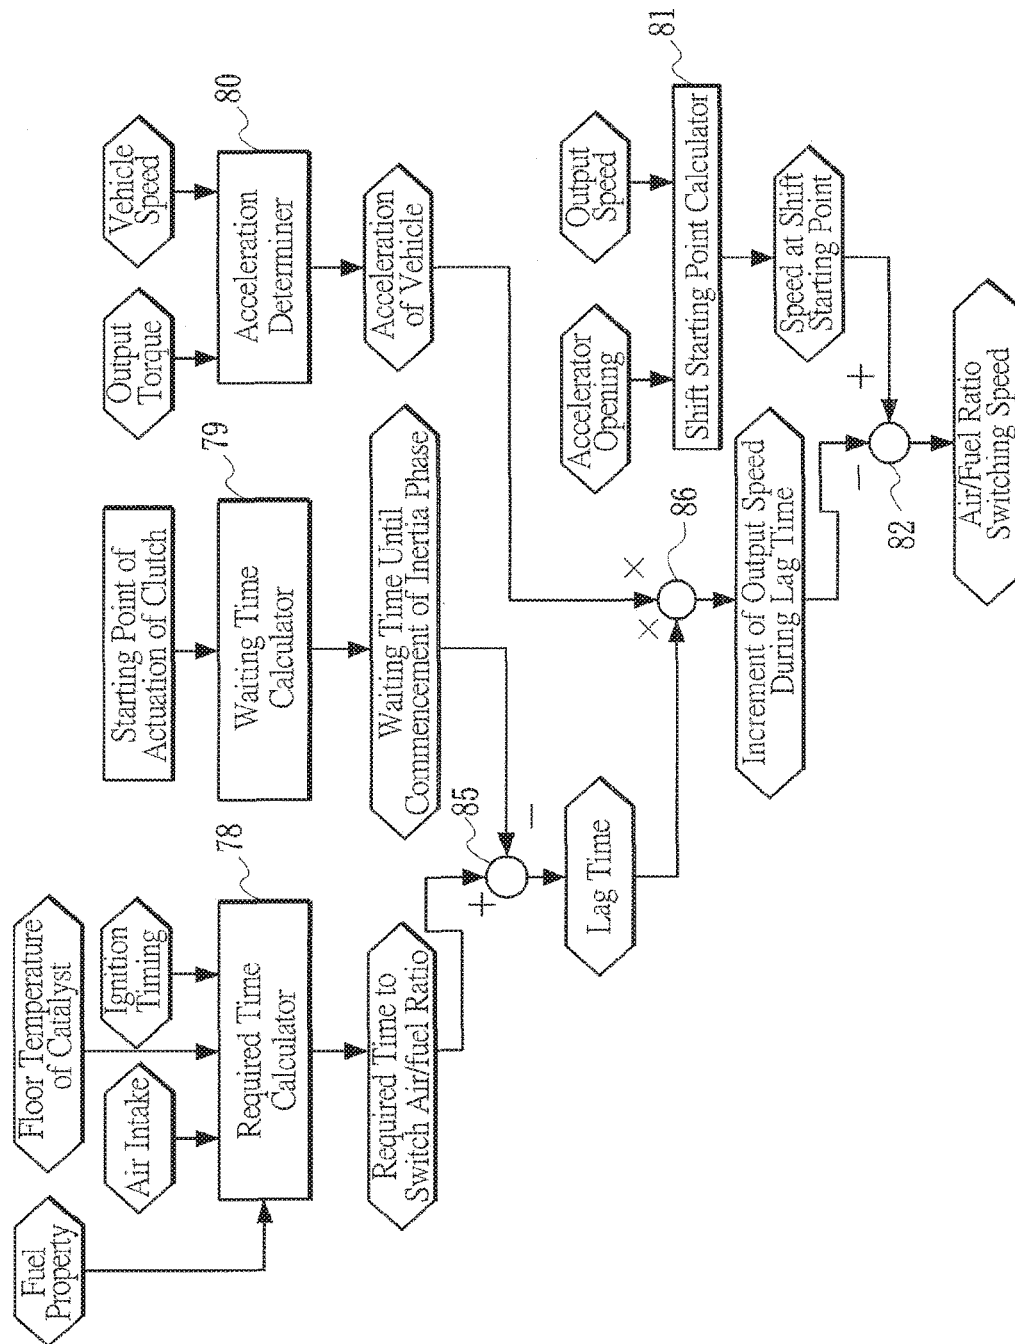 Fuel
Property
Floor Temperature
of Catalyst
Air Intake
Ignition
Timing
78
Required Time
Calculator
Required Time to
Switch Air/fuel Ratio
Starting Point of
Actuation of Clutch
79
Waiting Time
Calculator
Waiting Time Until
Commencement of Inertia Phase
Output
Torque
Vehicle
Speed
80
Acceleration
Determiner
Acceleration
of Vehicle
+
85
−
Lag Time
×
×
86
Increment of Output Speed
During Lag Time
Accelerator
Opening
Output
Speed
81
Shift Starting Point Calculator
Speed at Shift
Starting Point
−
+
82
Air/Fuel Ratio
Switching Speed